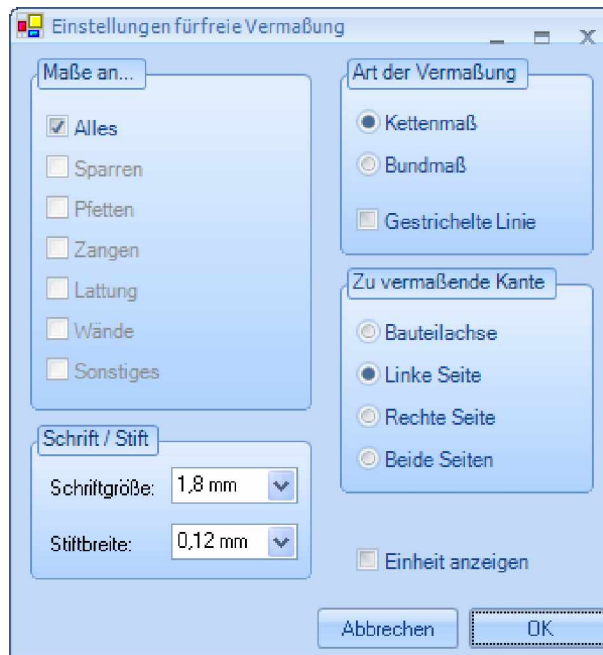 Einstellungen fürfreie Vermaßung
Maße an...
Alles
Sparren
Pfetten
Zangen
Lattung
Wände
Sonstiges
Schrift / Stift
Schriftgröße: 1,8 mm
Stiftbreite: 0,12 mm
Art der Vermaßung
Kettenmaß
Bundmaß
Gestrichelte Linie
Zu vermaßende Kante
Bauteilachse
Linke Seite
Rechte Seite
Beide Seiten
Einheit anzeigen
Abbrechen
OK